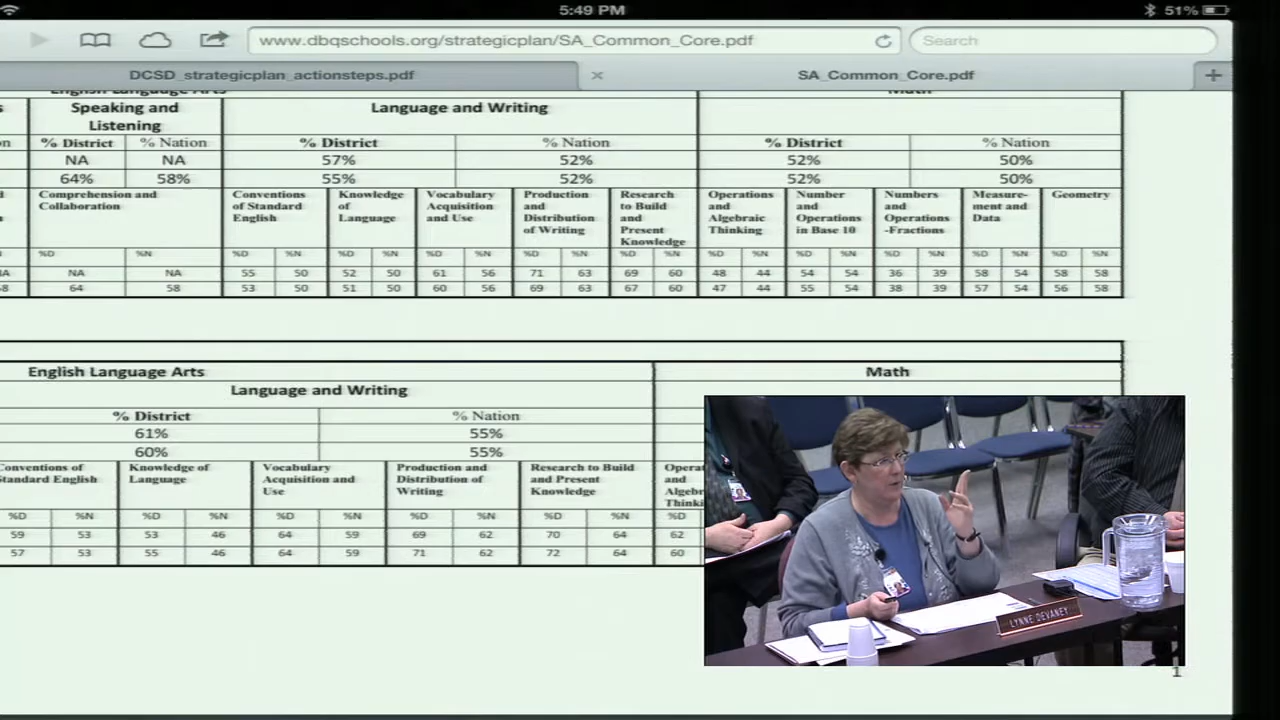 5:49 PM 51%
www.dbqschools.org/strategicplan/SA_Common_Core.pdf Search
DCSD_strategicplan_actionsteps.pdf SA_Common_Core.pdf
English Language Arts Math
Speaking and Listening Language and Writing
% District % Nation % District % Nation % District % Nation
NA NA 57% 52% 52% 50%
64% 58% 55% 52% 52% 50%
Comprehension and Collaboration Conventions of Standard English Knowledge of Language Vocabulary Acquisition and Use Production and Distribution of Writing Research to Build and Present Knowledge Operations and Algebraic Thinking Number and Operations in Base 10 Numbers and Operations -Fractions Measure-ment and Data Geometry
%D %N %D %N %D %N %D %N %D %N %D %N %D %N %D %N %D %N %D %N %D %N
NA NA 55 50 52 50 61 56 71 63 69 60 48 44 54 54 36 39 58 54 58 58
64 58 53 50 51 50 60 56 69 63 67 60 47 44 55 54 38 39 57 54 56 58
English Language Arts Math
Language and Writing
% District % Nation
61% 55%
60% 55%
Conventions of Standard English Knowledge of Language Vocabulary Acquisition and Use Production and Distribution of Writing Research to Build and Present Knowledge
%D %N %D %N %D %N %D %N %D %N %D
59 53 53 46 64 59 69 62 70 64 62
57 53 55 46 64 59 71 62 72 64 60
LYNNE DEVANEY
1